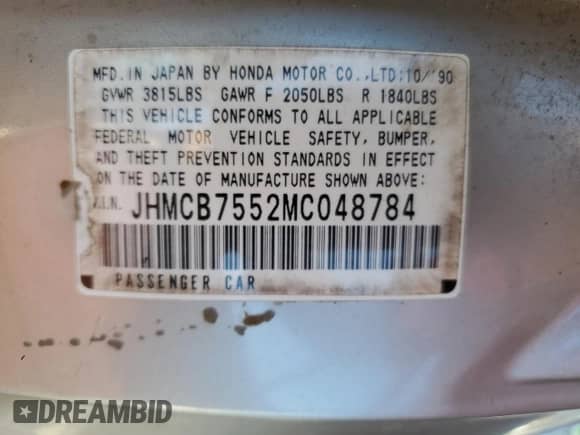 MFD.IN JAPAN BY HONDA MOTOR CO.,LTD:10/'90
GVWR 3815LBS GAWR F 2050LBS R 1840LBS
THIS VEHICLE CONFORMS TO ALL APPLICABLE
FEDERAL MOTOR VEHICLE SAFETY, BUMPER,
AND THEFT PREVENTION STANDARDS IN EFFECT
ON THE DATE OF MANUFACTURE SHOWN ABOVE:
V.I.N. JHMCB7552MC048784
PASSENGER CAR
DREAMBID